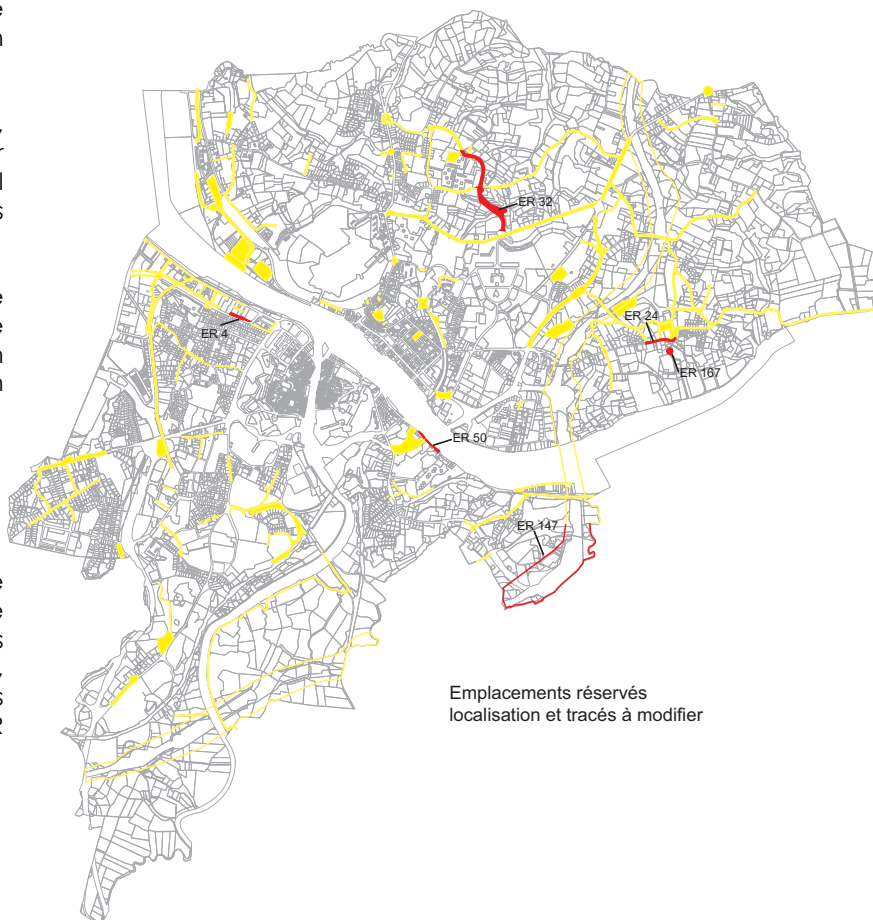 ER 32
ER 4
ER 24
ER 167
ER 50
ER 147
Emplacements réservés
localisation et tracés à modifier